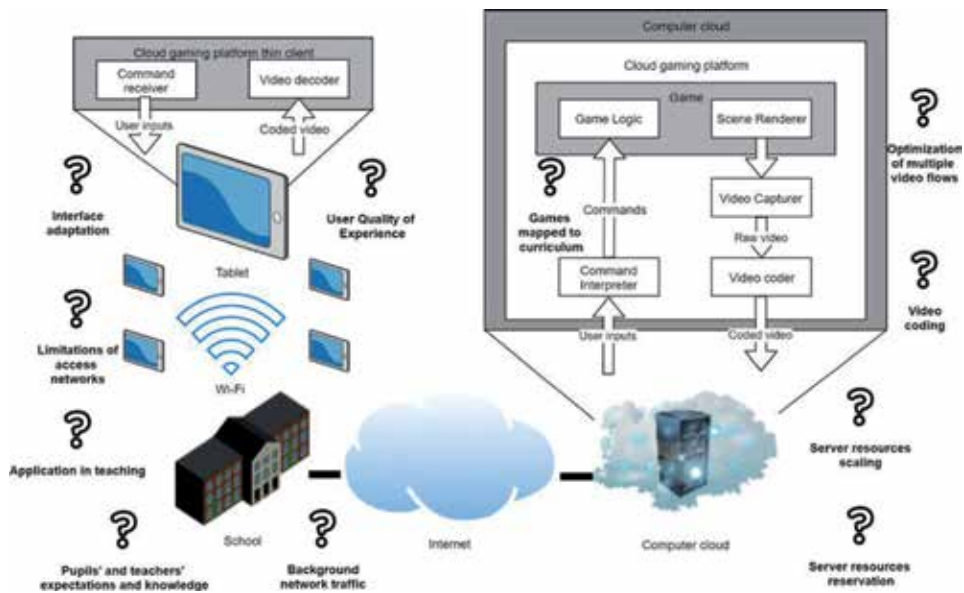 Computer cloud
Cloud gaming platform thin client
Command
receiver
Video decoder
User inputs
Coded video
Cloud gaming platform
Game
Game Logic
Scene Renderer
?
Optimization
of multiple
video flows
?
Interface
adaptation
?
User Quality of
Experience
?
Games
mapped to
curriculum
Commands
Video Capturer
Raw video
Command
Interpreter
Video coder
?
Video
coding
Tablet
?
Limitations of
access
networks
Wi-Fi
User inputs
Coded video
?
Application in teaching
?
Server resources
scaling
School
Internet
Computer cloud
?
Pupils' and teachers'
expectations and knowledge
?
Background
network traffic
?
Server resources
reservation